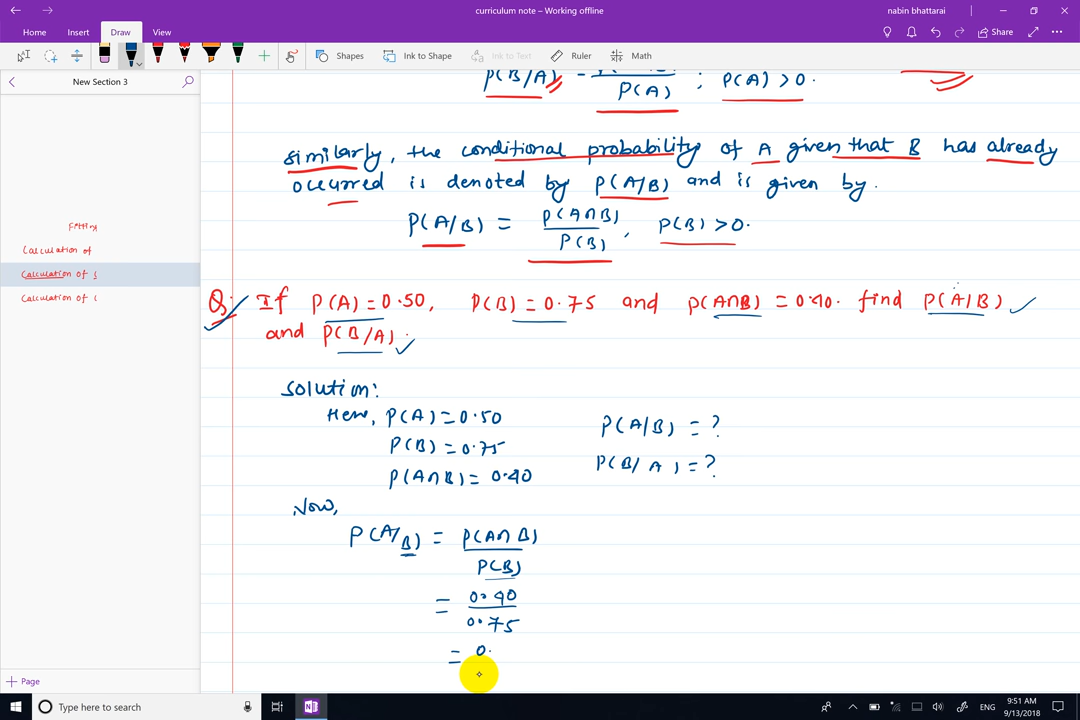 curriculum note – Working offline
nabin bhattarai
Home Insert Draw View
Share
Shapes Ink to Shape Ink to Text Ruler Math
New Section 3
Calculation of
Calculation of s
Calculation of c
P(B/A) = P(A) ; P(A) > 0.
similarly, the conditional probability of A given that B has already
occurred is denoted by P(A/B) and is given by.
P(A/B) = P(A∩B) / P(B) , P(B) > 0.
Q: If P(A) = 0.50, P(B) = 0.75 and P(A∩B) = 0.40. find P(A/B)
and P(B/A).
Solution:
Here, P(A) = 0.50
P(A/B) = ?
P(B) = 0.75
P(B/A) = ?
P(A∩B) = 0.40
Now,
P(A/B) = P(A∩B) / P(B)
= 0.40 / 0.75
= 0.
+ Page
Type here to search
ENG
9:51 AM
9/13/2018